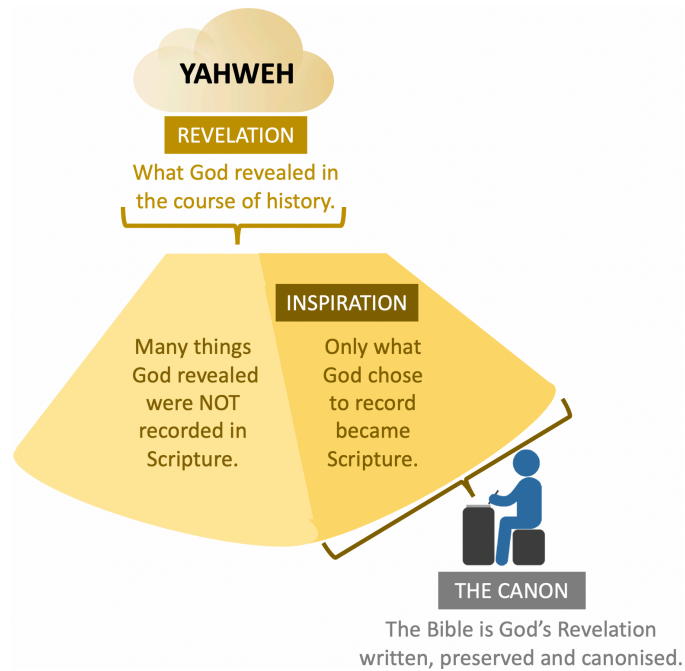 YAHWEH
REVELATION
What God revealed in
the course of history.
INSPIRATION
Many things
God revealed
were NOT
recorded in
Scripture.
Only what
God chose
to record
became
Scripture.
THE CANON
The Bible is God’s Revelation
written, preserved and canonised.